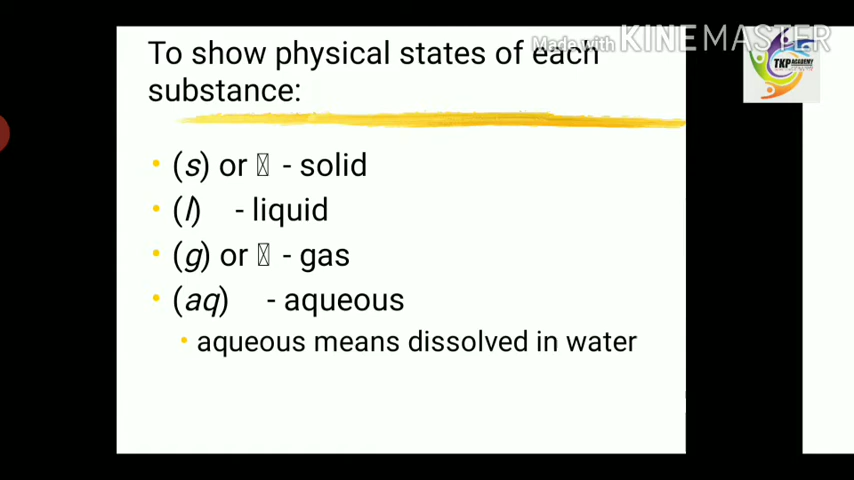 To show physical states of each
substance:
Made with KINEMASTER
TKP ACADEMY
• (s) or - solid
• (l) - liquid
• (g) or - gas
• (aq) - aqueous
• aqueous means dissolved in water